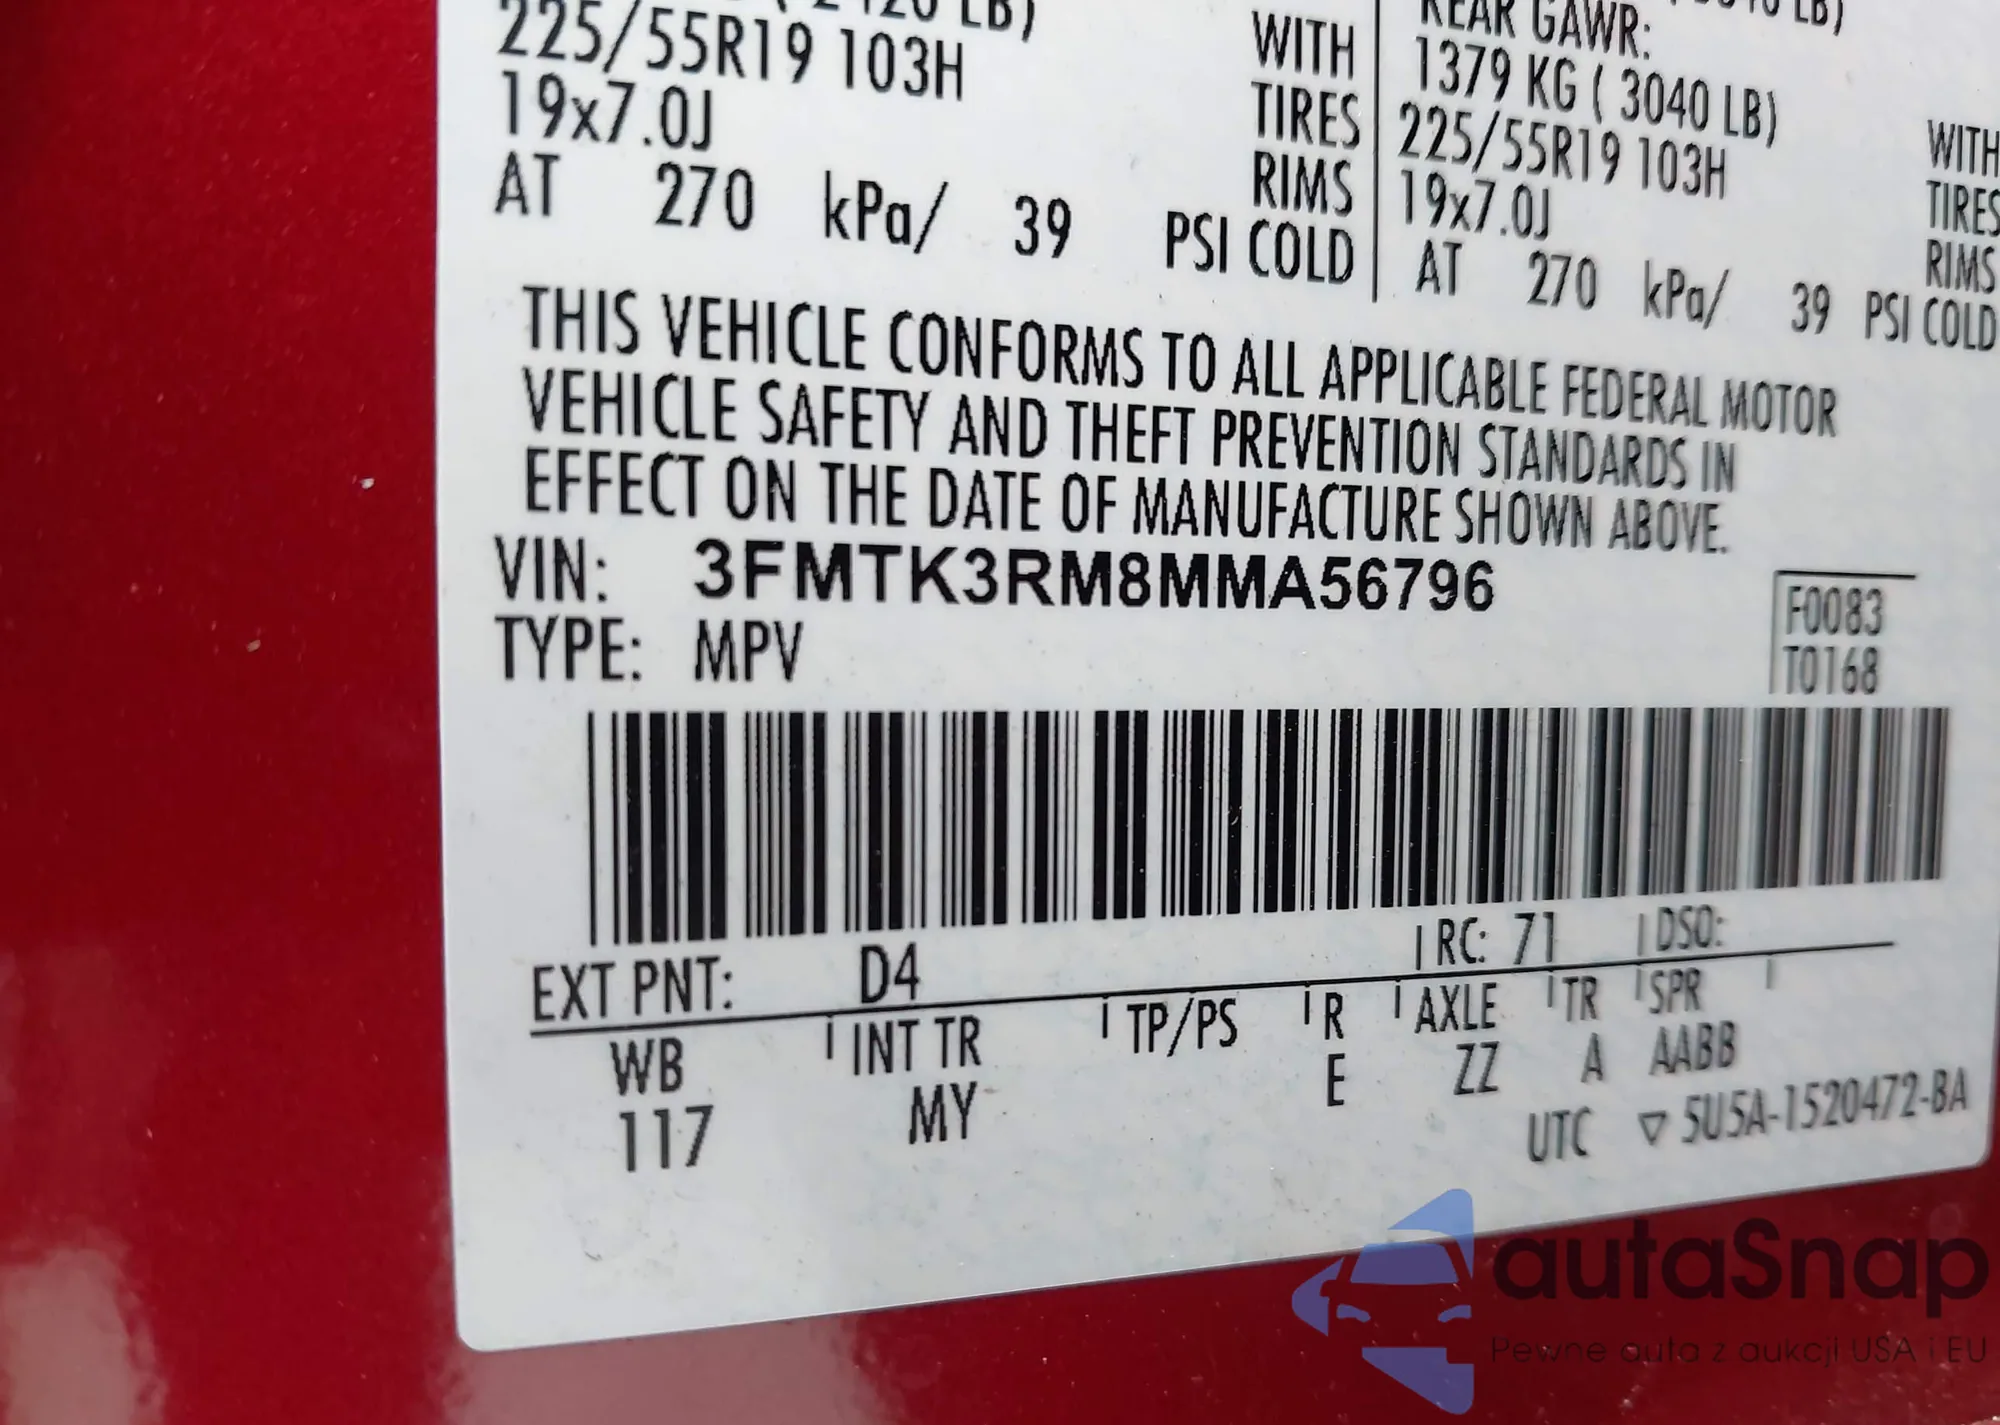 225/55R19 103H WITH TIRES
19x7.0J RIMS
AT 270 kPa/ 39 PSI COLD
REAR GAWR:
1379 KG ( 3040 LB) WITH
225/55R19 103H TIRES
19x7.0J RIMS
AT 270 kPa/ 39 PSI COLD
THIS VEHICLE CONFORMS TO ALL APPLICABLE FEDERAL MOTOR
VEHICLE SAFETY AND THEFT PREVENTION STANDARDS IN
EFFECT ON THE DATE OF MANUFACTURE SHOWN ABOVE.
VIN: 3FMTK3RM8MMA56796
TYPE: MPV
F0083
T0168
EXT PNT: D4 RC: 71 DSO:
WB INT TR TP/PS R AXLE TR SPR
117 MY E ZZ A AABB
UTC ▽ 5U5A-1520472-BA
autaSnap
Pewne auta z aukcji USA i EU